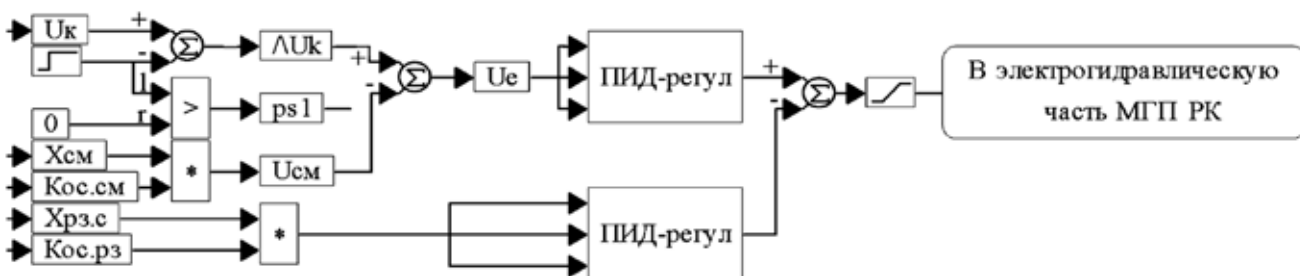 Uк
+
-
Σ
ΛUk
+
-
Σ
Ue
ПИД-регул
+
-
Σ
В электрогидравлическую
часть МГП РК
l
r
>
ps1
0
Xсм
Кос.см
*
Uсм
Xрз.с
Кос.рз
*
ПИД-регул